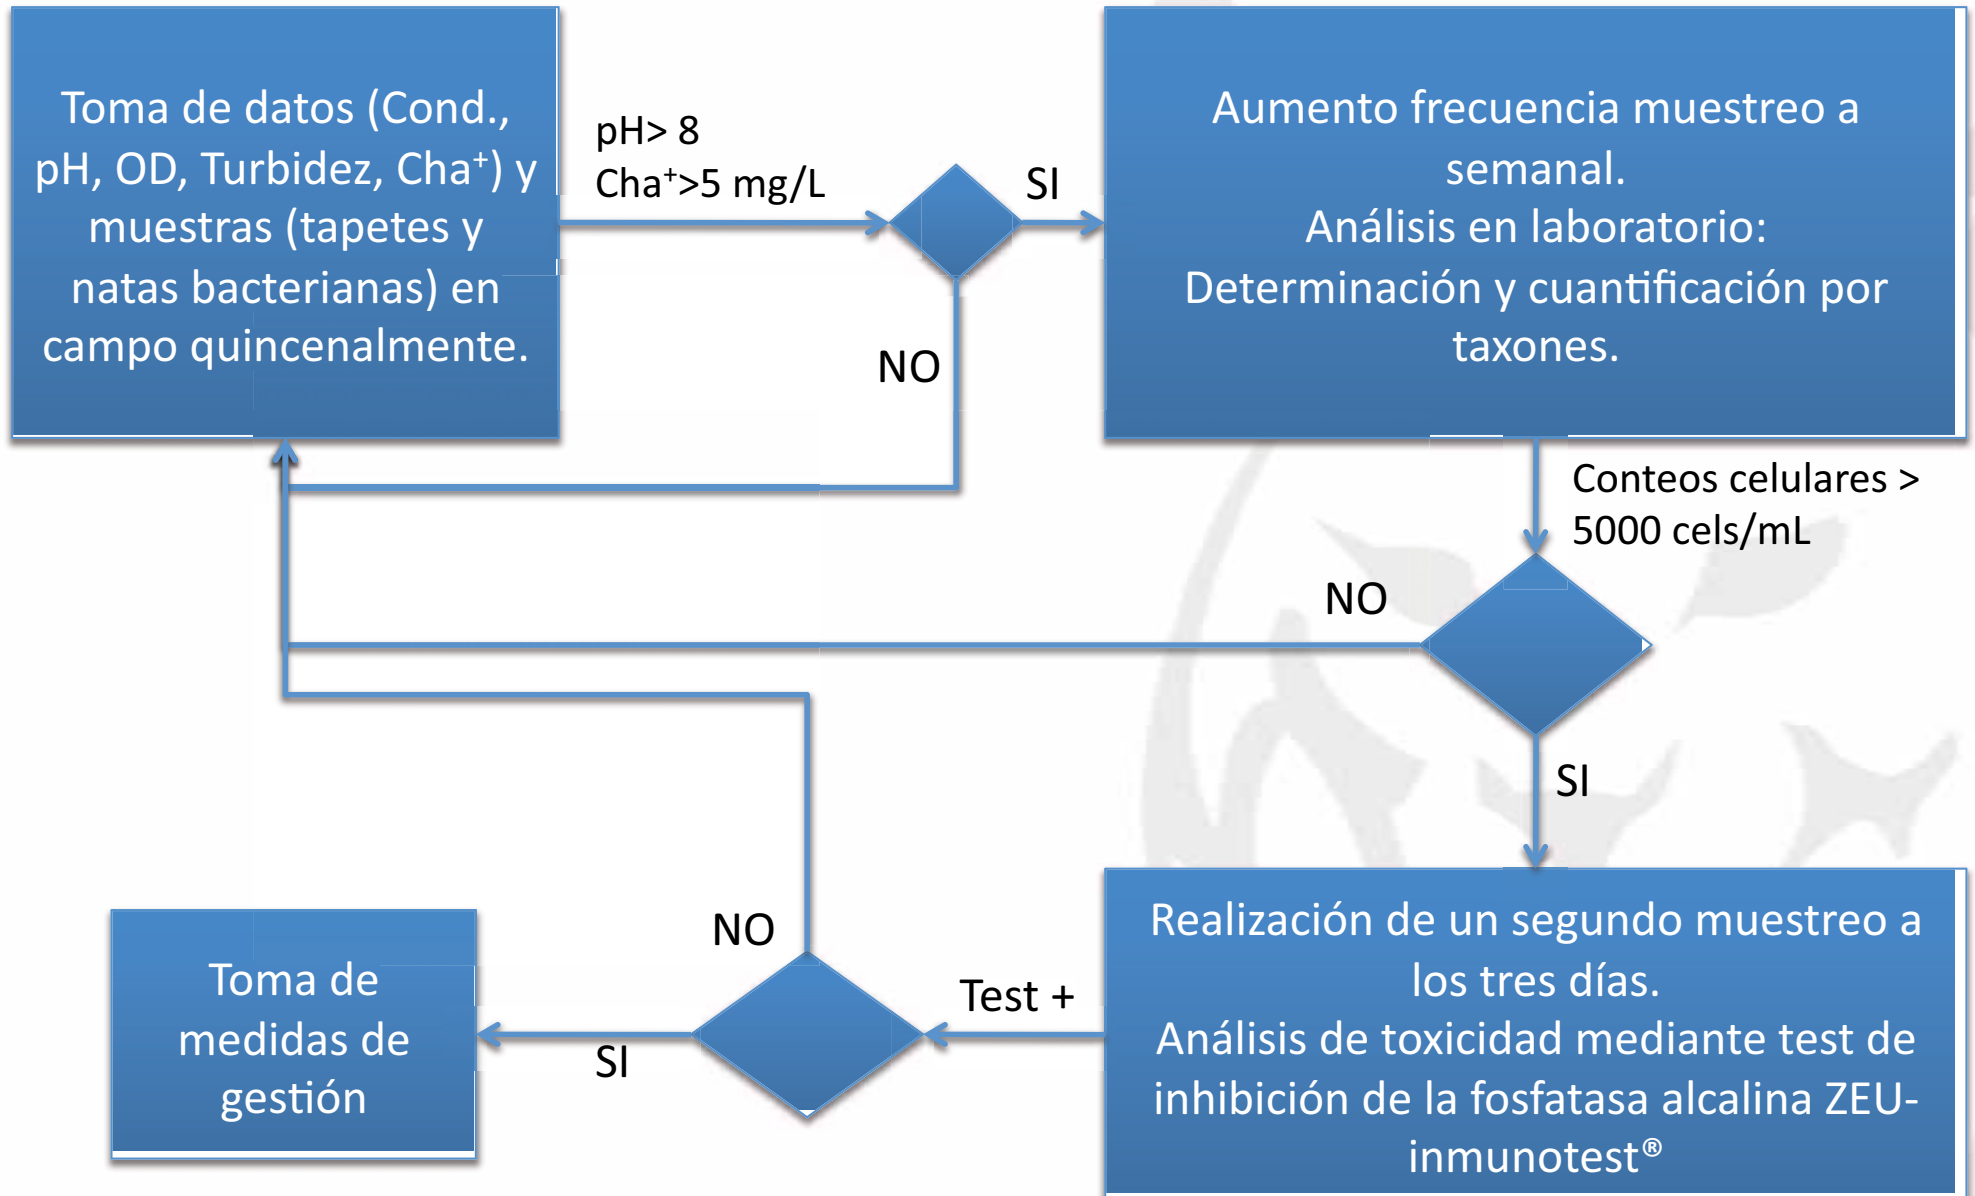 Toma de datos (Cond.,
pH, OD, Turbidez, Cha⁺) y
muestras (tapetes y
natas bacterianas) en
campo quincenalmente.
pH> 8
Cha⁺>5 mg/L
SI
NO
Aumento frecuencia muestreo a
semanal.
Análisis en laboratorio:
Determinación y cuantificación por
taxones.
Conteos celulares >
5000 cels/mL
NO
SI
Realización de un segundo muestreo a
los tres días.
Análisis de toxicidad mediante test de
inhibición de la fosfatasa alcalina ZEU-
inmunotest®
Test +
NO
SI
Toma de
medidas de
gestión